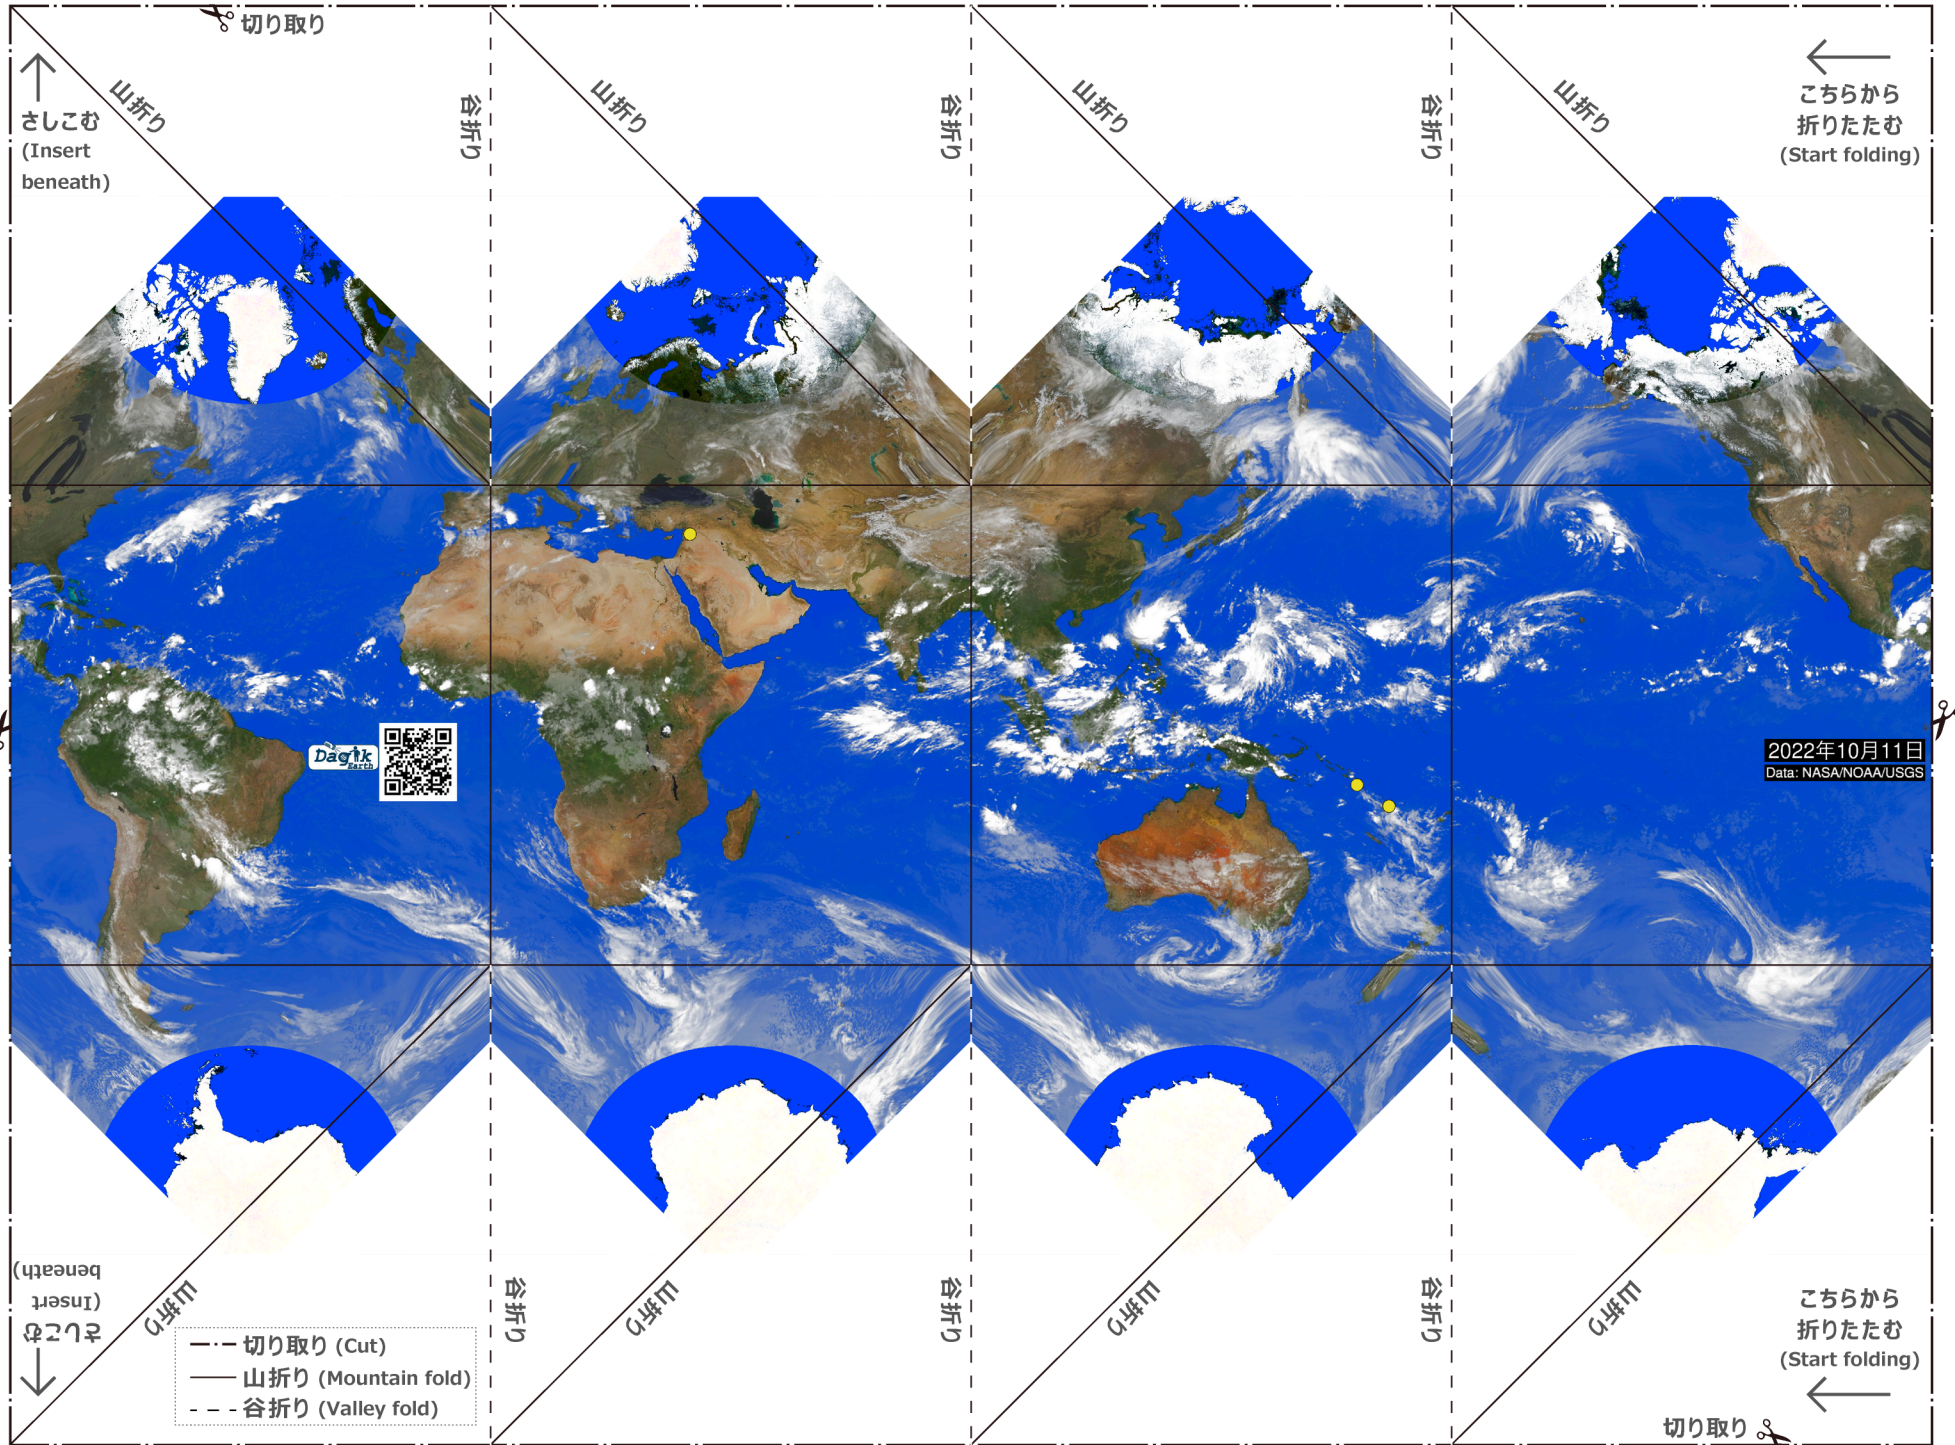 切り取り
さしこむ
(Insert
beneath)
山折り
谷折り
山折り
谷折り
山折り
谷折り
山折り
こちらから
折りたたむ
(Start folding)
Dagik
Earth
2022年10月11日
Data: NASA/NOAA/USGS
さしこむ
(Insert
beneath)
山折り
谷折り
山折り
谷折り
山折り
谷折り
山折り
こちらから
折りたたむ
(Start folding)
切り取り (Cut)
山折り (Mountain fold)
谷折り (Valley fold)
切り取り